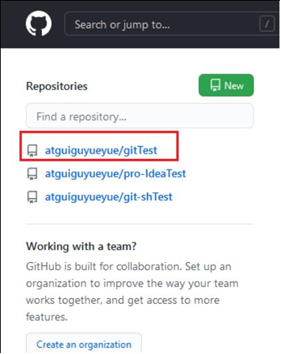 Search or jump to...
/
Repositories
New
Find a repository...
atguiguyueyue/gitTest
atguiguyueyue/pro-IdeaTest
atguiguyueyue/git-shTest
Working with a team?
GitHub is built for collaboration. Set up an
organization to improve the way your team
works together, and get access to more
features.
Create an organization